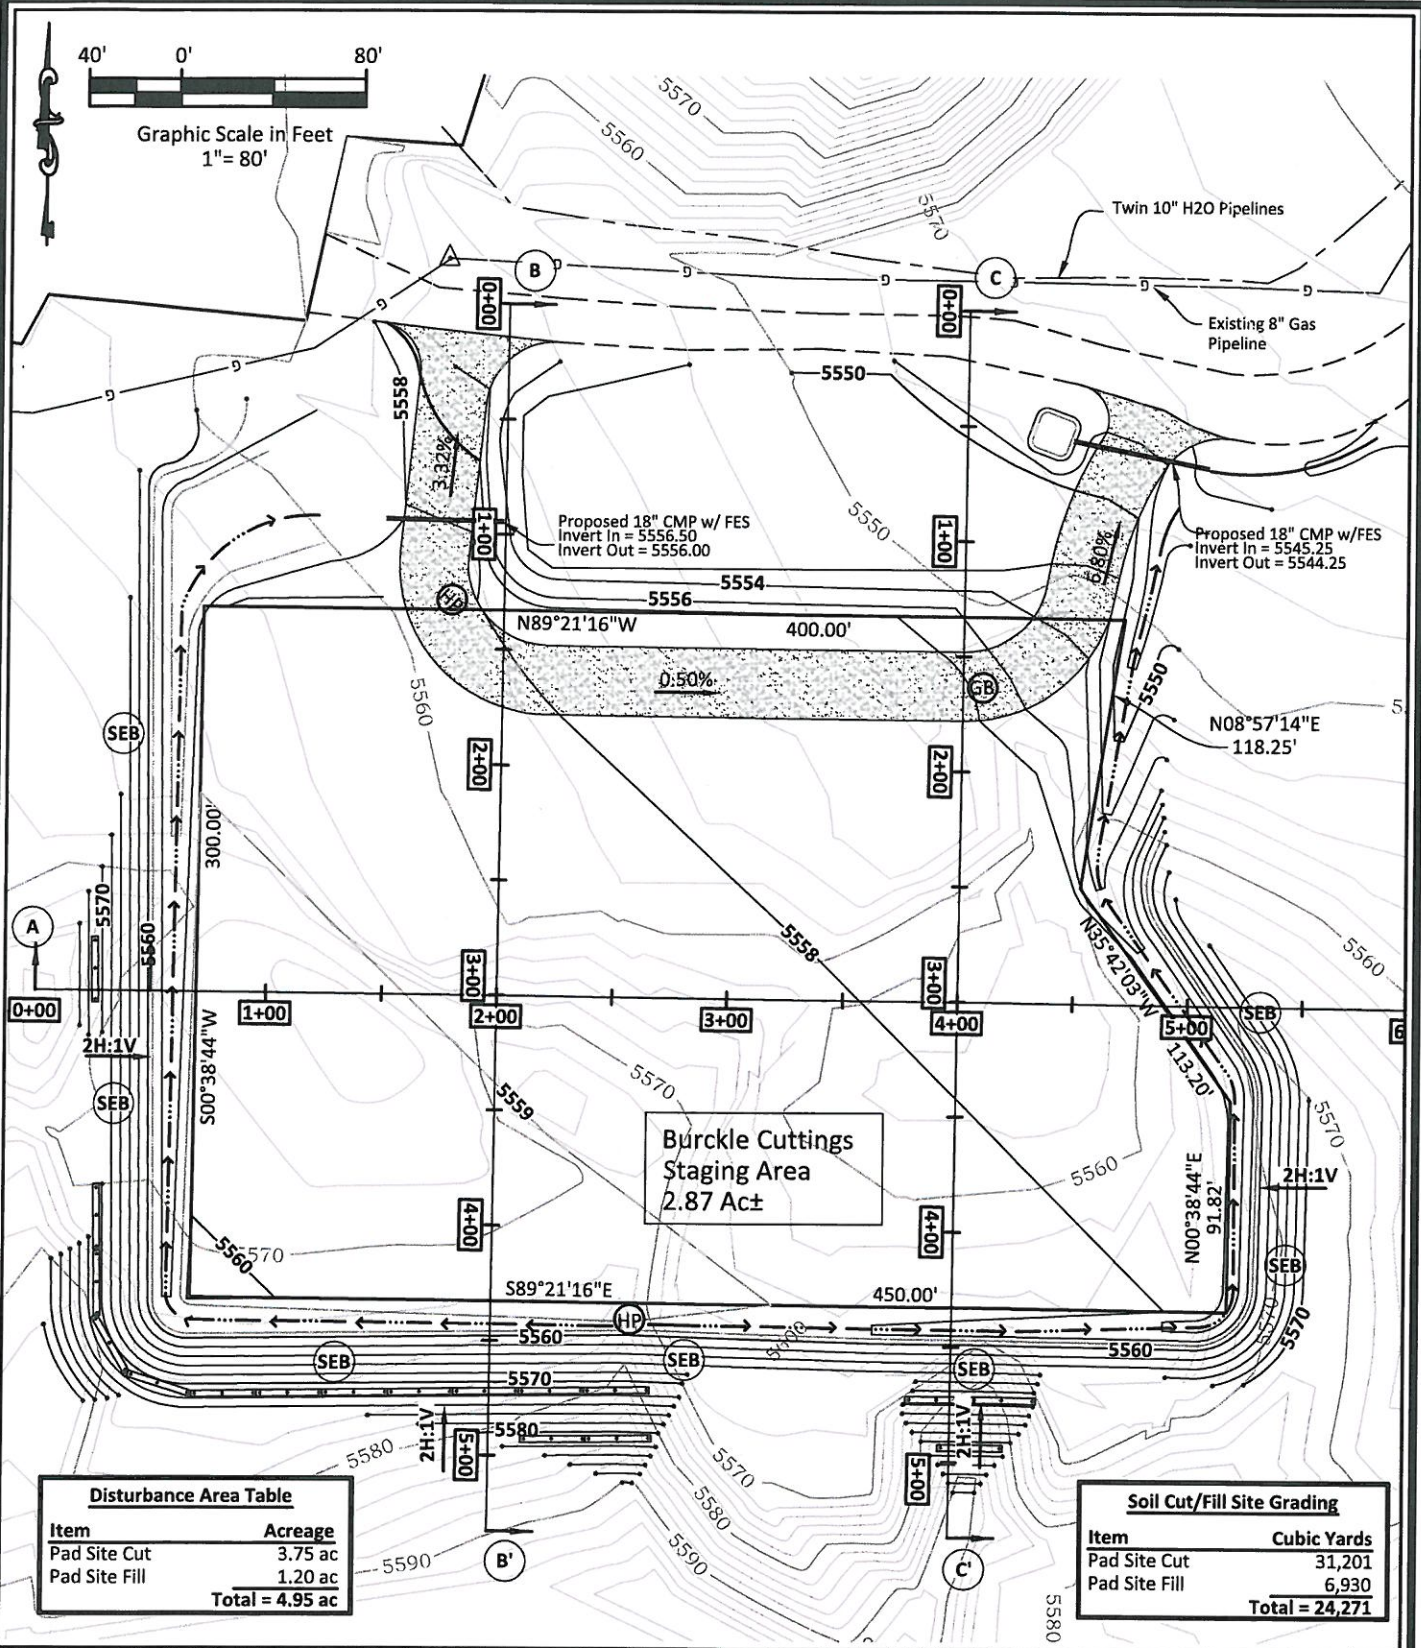 40' 0' 80'
Graphic Scale in Feet
1"= 80'
5570
5560
5570
Twin 10" H2O Pipelines
B
C
G
G
G
G
G
G
G
0+00
0+00
Existing 8" Gas
Pipeline
5558
5550
3.32%
5550
1+00
Proposed 18" CMP w/ FES
Invert In = 5556.50
Invert Out = 5556.00
1+00
6.80%
Proposed 18" CMP w/FES
Invert In = 5545.25
Invert Out = 5544.25
5554
5556
HP
N89°21'16"W
400.00'
0.50%
GB
5550
5560
N08°57'14"E
118.25'
SEB
2+00
2+00
300.00'
5570
A
5560
5558
N35°42'03"W
113.20'
5560
3+00
3+00
0+00
1+00
2+00
3+00
4+00
5+00
SEB
6
2H:1V
SEB
S00°38'44"W
5559
5570
5570
Burckle Cuttings
Staging Area
2.87 Ac±
5560
N00°38'44"E
91.82'
2H:1V
4+00
4+00
5560
5570
SEB
S89°21'16"E
450.00'
HP
5570
5570
5560
5560
SEB
SEB
SEB
5570
2H:1V
5580
2H:1V
5580
5+00
5+00
5570
5580
5590
5590
B'
C'
5580
Disturbance Area Table
Item Acreage
Pad Site Cut 3.75 ac
Pad Site Fill 1.20 ac
Total = 4.95 ac
Soil Cut/Fill Site Grading
Item Cubic Yards
Pad Site Cut 31,201
Pad Site Fill 6,930
Total = 24,271